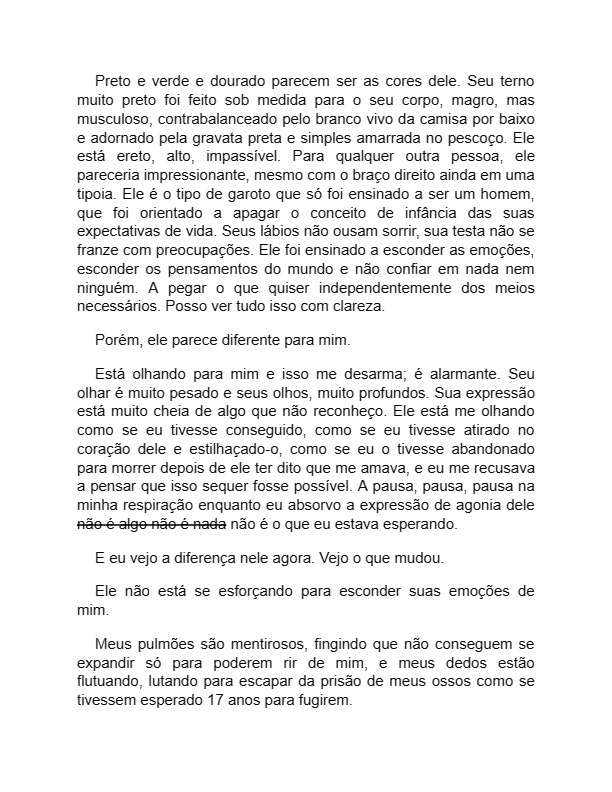 Preto e verde e dourado parecem ser as cores dele. Seu terno
muito preto foi feito sob medida para o seu corpo, magro, mas
musculoso, contrabalanceado pelo branco vivo da camisa por baixo
e adornado pela gravata preta e simples amarrada no pescoço. Ele
está ereto, alto, impassível. Para qualquer outra pessoa, ele
pareceria impressionante, mesmo com o braço direito ainda em uma
tipoia. Ele é o tipo de garoto que só foi ensinado a ser um homem,
que foi orientado a apagar o conceito de infância das suas
expectativas de vida. Seus lábios não ousam sorrir, sua testa não se
franze com preocupações. Ele foi ensinado a esconder as emoções,
esconder os pensamentos do mundo e não confiar em nada nem
ninguém. A pegar o que quiser independentemente dos meios
necessários. Posso ver tudo isso com clareza.
Porém, ele parece diferente para mim.
Está olhando para mim e isso me desarma; é alarmante. Seu
olhar é muito pesado e seus olhos, muito profundos. Sua expressão
está muito cheia de algo que não reconheço. Ele está me olhando
como se eu tivesse conseguido, como se eu tivesse atirado no
coração dele e estilhaçado-o, como se eu o tivesse abandonado
para morrer depois de ele ter dito que me amava, e eu me recusava
a pensar que isso sequer fosse possível. A pausa, pausa, pausa na
minha respiração enquanto eu absorvo a expressão de agonia dele
não é algo não é nada não é o que eu estava esperando.
E eu vejo a diferença nele agora. Vejo o que mudou.
Ele não está se esforçando para esconder suas emoções de
mim.
Meus pulmões são mentirosos, fingindo que não conseguem se
expandir só para poderem rir de mim, e meus dedos estão
flutuando, lutando para escapar da prisão de meus ossos como se
tivessem esperado 17 anos para fugirem.